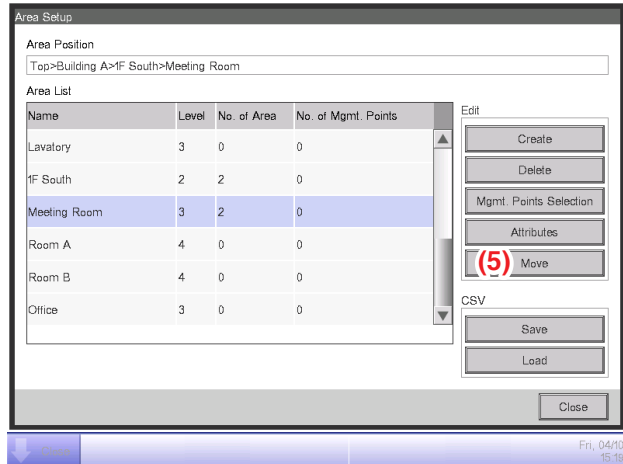 Area Setup
Area Position
Top>Building A>1F South>Meeting Room
Area List
Name Level No. of Area No. of Mgmt. Points
Lavatory 3 0 0
1F South 2 2 0
Meeting Room 3 2 0
Room A 4 0 0
Room B 4 0 0
Office 3 0 0
Edit
Create
Delete
Mgmt. Points Selection
Attributes
(5) Move
CSV
Save
Load
Close
Fri, 04/10
15:19